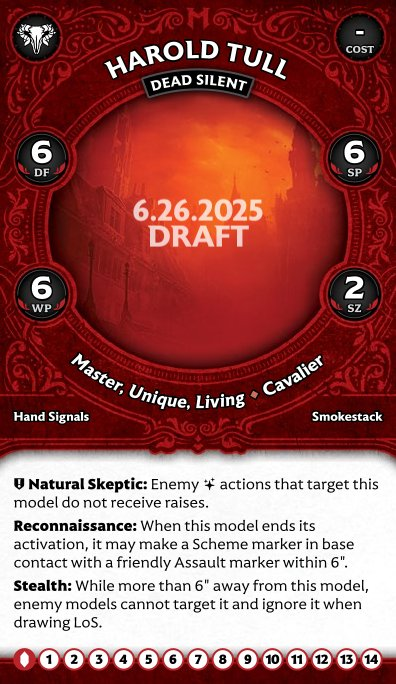 HAROLD TULL
DEAD SILENT
-
COST
6
DF
6
SP
6.26.2025
DRAFT
6
WP
2
SZ
Master, Unique, Living ♦ Cavalier
Hand Signals
Smokestack
Natural Skeptic: Enemy actions that target this
model do not receive raises.
Reconnaissance: When this model ends its
activation, it may make a Scheme marker in base
contact with a friendly Assault marker within 6".
Stealth: While more than 6" away from this model,
enemy models cannot target it and ignore it when
drawing LoS.
1 2 3 4 5 6 7 8 9 10 11 12 13 14